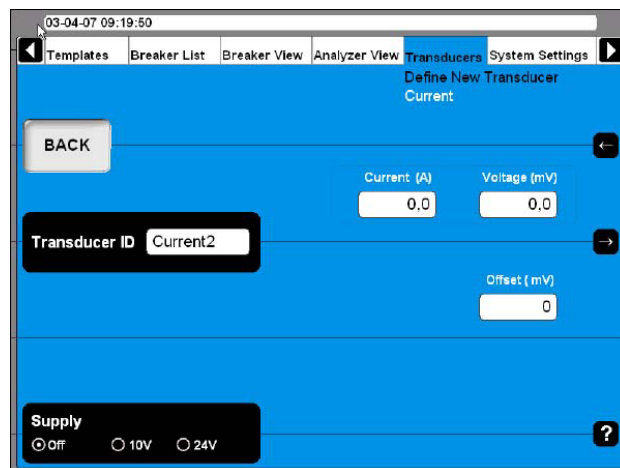 03-04-07 09:19:50
Templates Breaker List Breaker View Analyzer View Transducers System Settings
Define New Transducer
Current
BACK
←
Current (A) Voltage (mV)
0,0 0,0
Transducer ID Current2
→
Offset ( mV)
0
Supply
Off 10V 24V
?